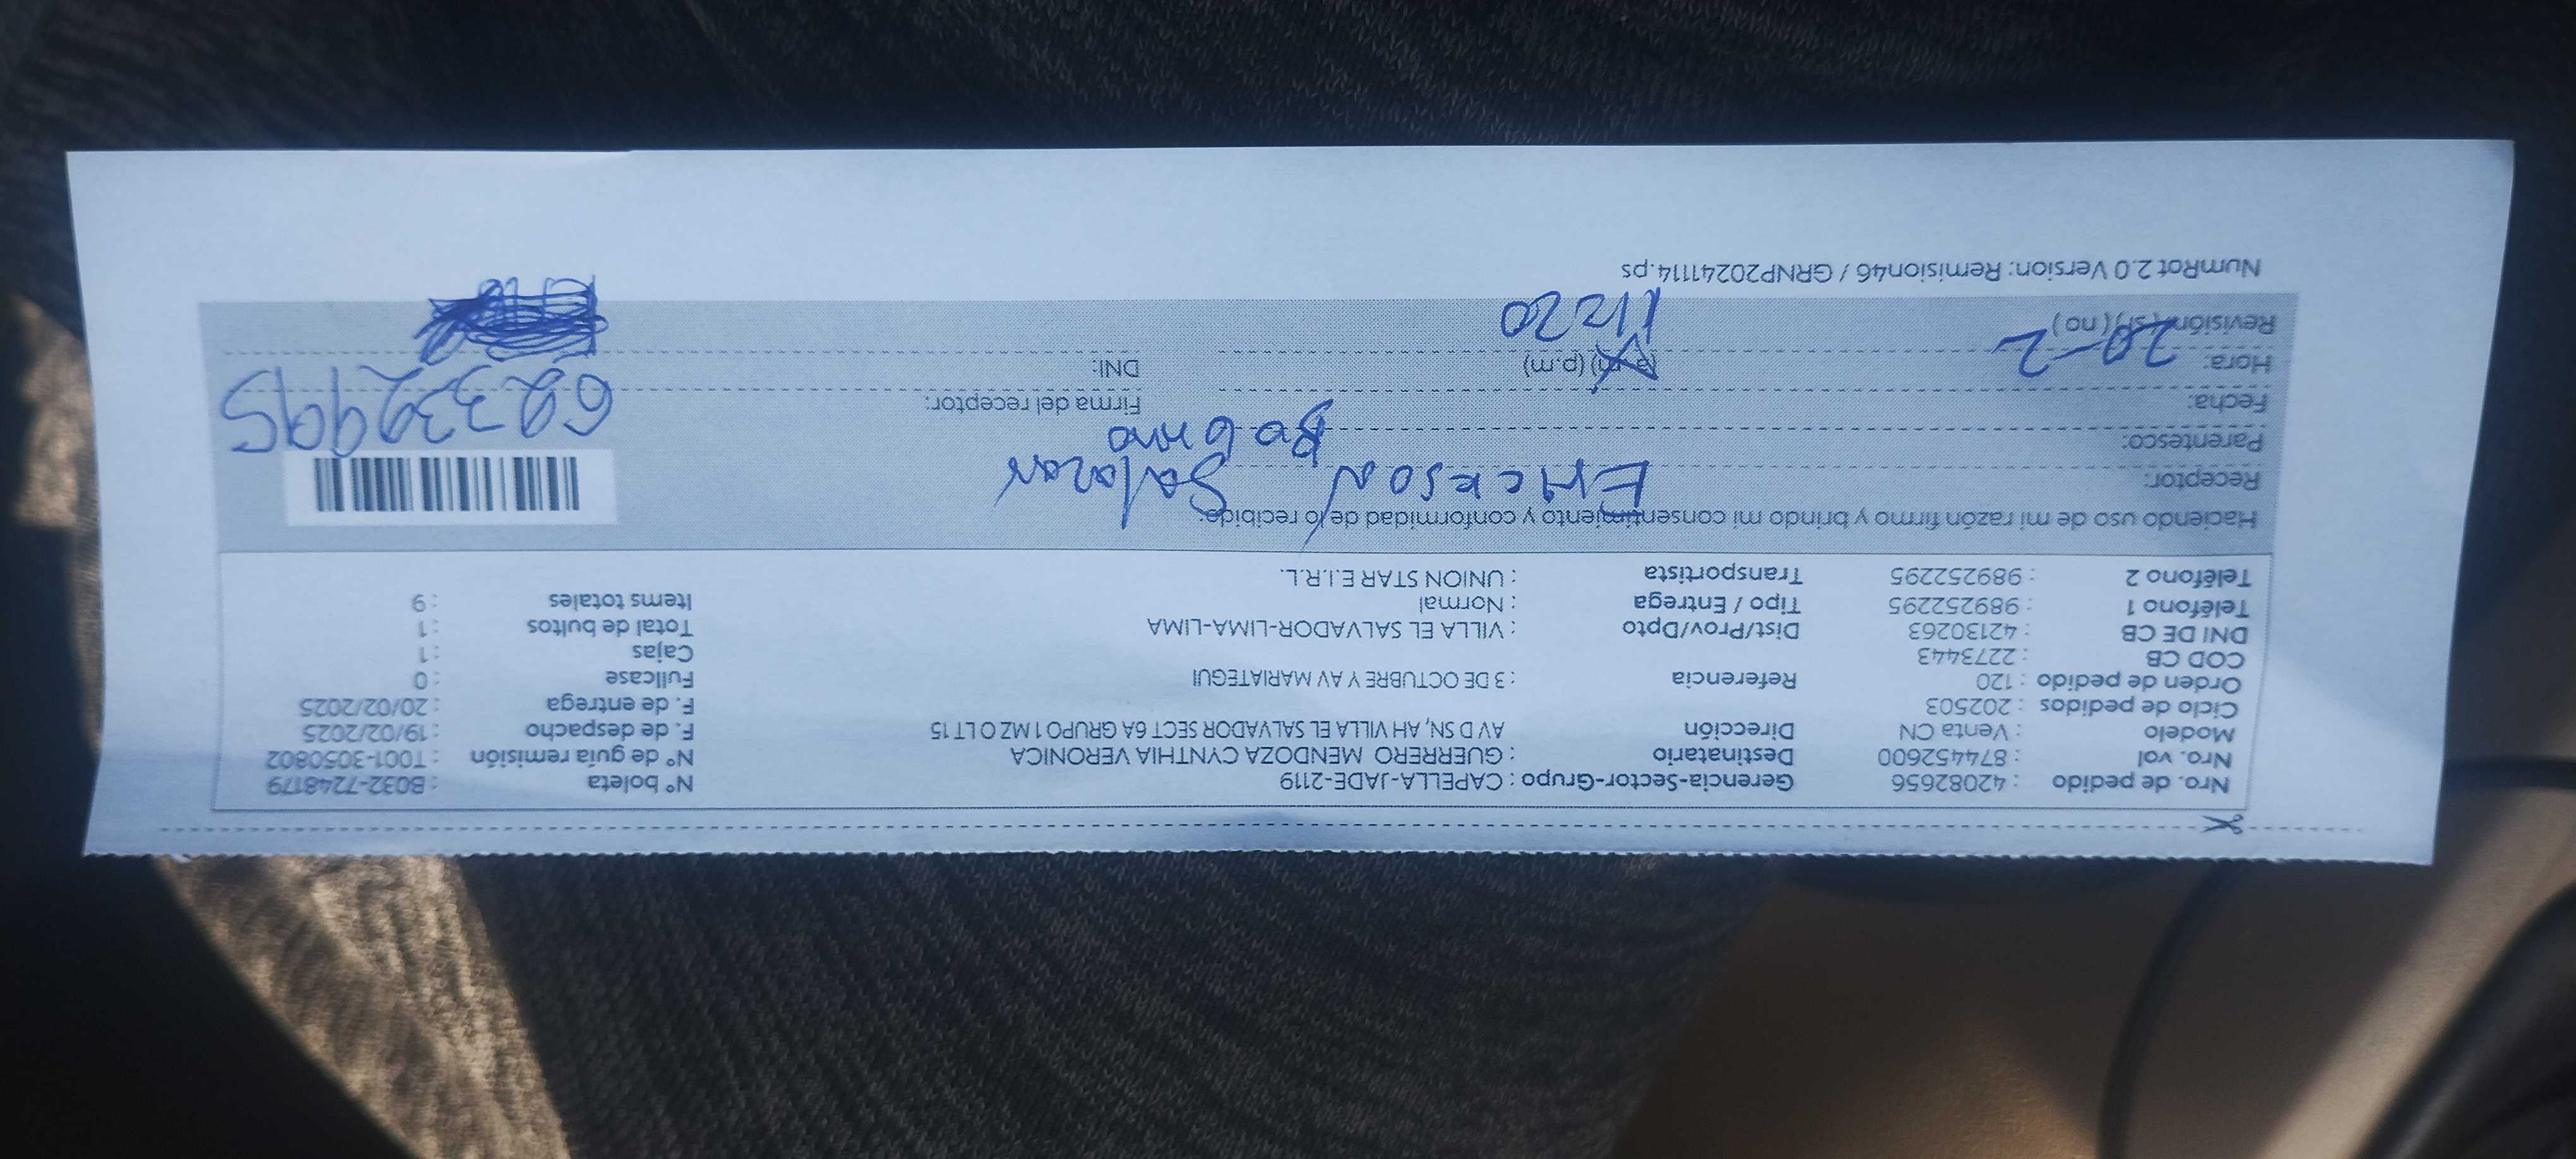 Nro. de pedido : 42082656 Gerencia-Sector-Grupo : CAPELLA-JADE-2119 N° boleta : B032-7248179
Nro. vol : 874452600 Destinatario : GUERRERO MENDOZA CYNTHIA VERONICA N° de guía remisión : T001-3050802
Modelo : Venta CN Dirección AV D SN, AH VILLA EL SALVADOR SECT 6A GRUPO 1 MZ O LT 15 F. de despacho : 19/02/2025
Ciclo de pedidos : 202503 F. de entrega : 20/02/2025
Orden de pedido : 120 Referencia : 3 DE OCTUBRE Y AV MARIATEGUI Fullcase : 0
COD CB : 2273443 Cajas : 1
DNI DE CB : 42130263 Dist/Prov/Dpto : VILLA EL SALVADOR-LIMA-LIMA Total de bultos : 1
Teléfono 1 : 989252295 Tipo / Entrega : Normal Items totales : 9
Teléfono 2 : 989252295 Transportista : UNION STAR E.I.R.L.
Haciendo uso de mi razón firmo y brindo mi consentimiento y conformidad de lo recibido:
Receptor: Erickson Salazar
Parentesco:
Fecha: Firma del receptor:
Hora: 20-2 (a.m) (p.m) DNI:
Revisión: (si) (no) 11:20
NumRot 2.0 Version: Remision46 / GRNP20241114.ps